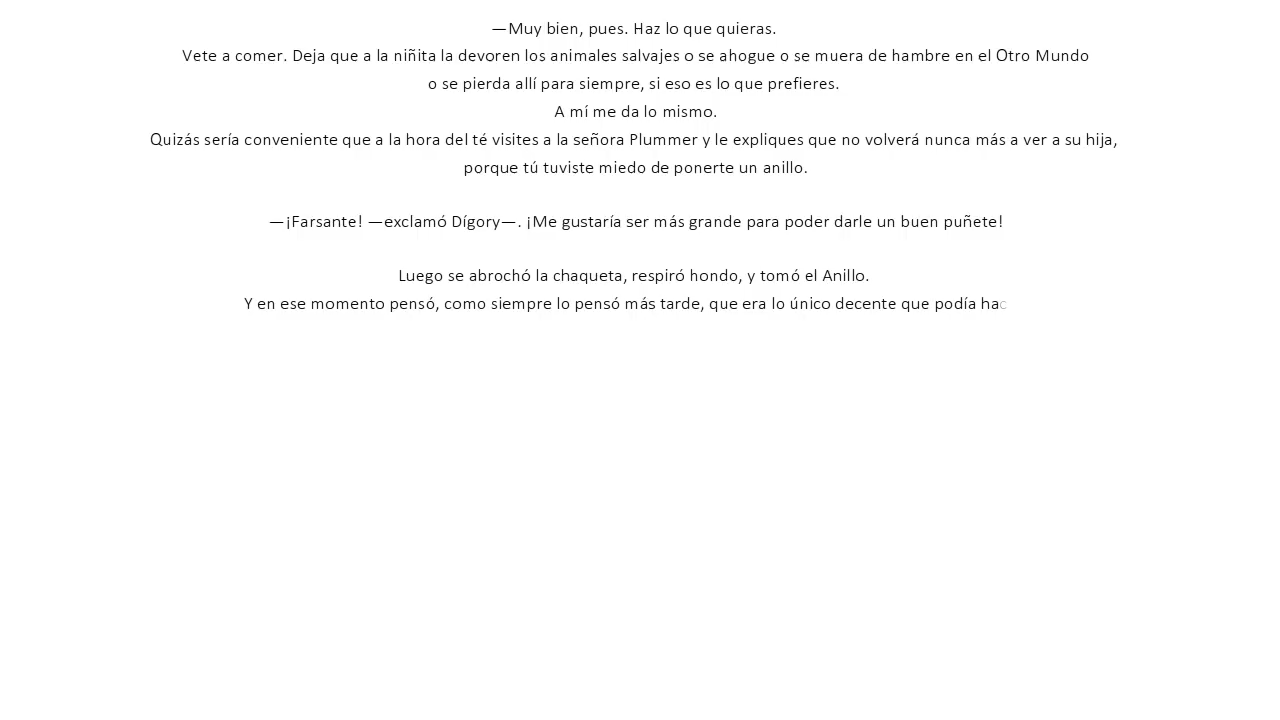 —Muy bien, pues. Haz lo que quieras.
Vete a comer. Deja que a la niñita la devoren los animales salvajes o se ahogue o se muera de hambre en el Otro Mundo
o se pierda allí para siempre, si eso es lo que prefieres.
A mí me da lo mismo.
Quizás sería conveniente que a la hora del té visites a la señora Plummer y le expliques que no volverá nunca más a ver a su hija,
porque tú tuviste miedo de ponerte un anillo.
—¡Farsante! —exclamó Dígory—. ¡Me gustaría ser más grande para poder darle un buen puñete!
Luego se abrochó la chaqueta, respiró hondo, y tomó el Anillo.
Y en ese momento pensó, como siempre lo pensó más tarde, que era lo único decente que podía hac